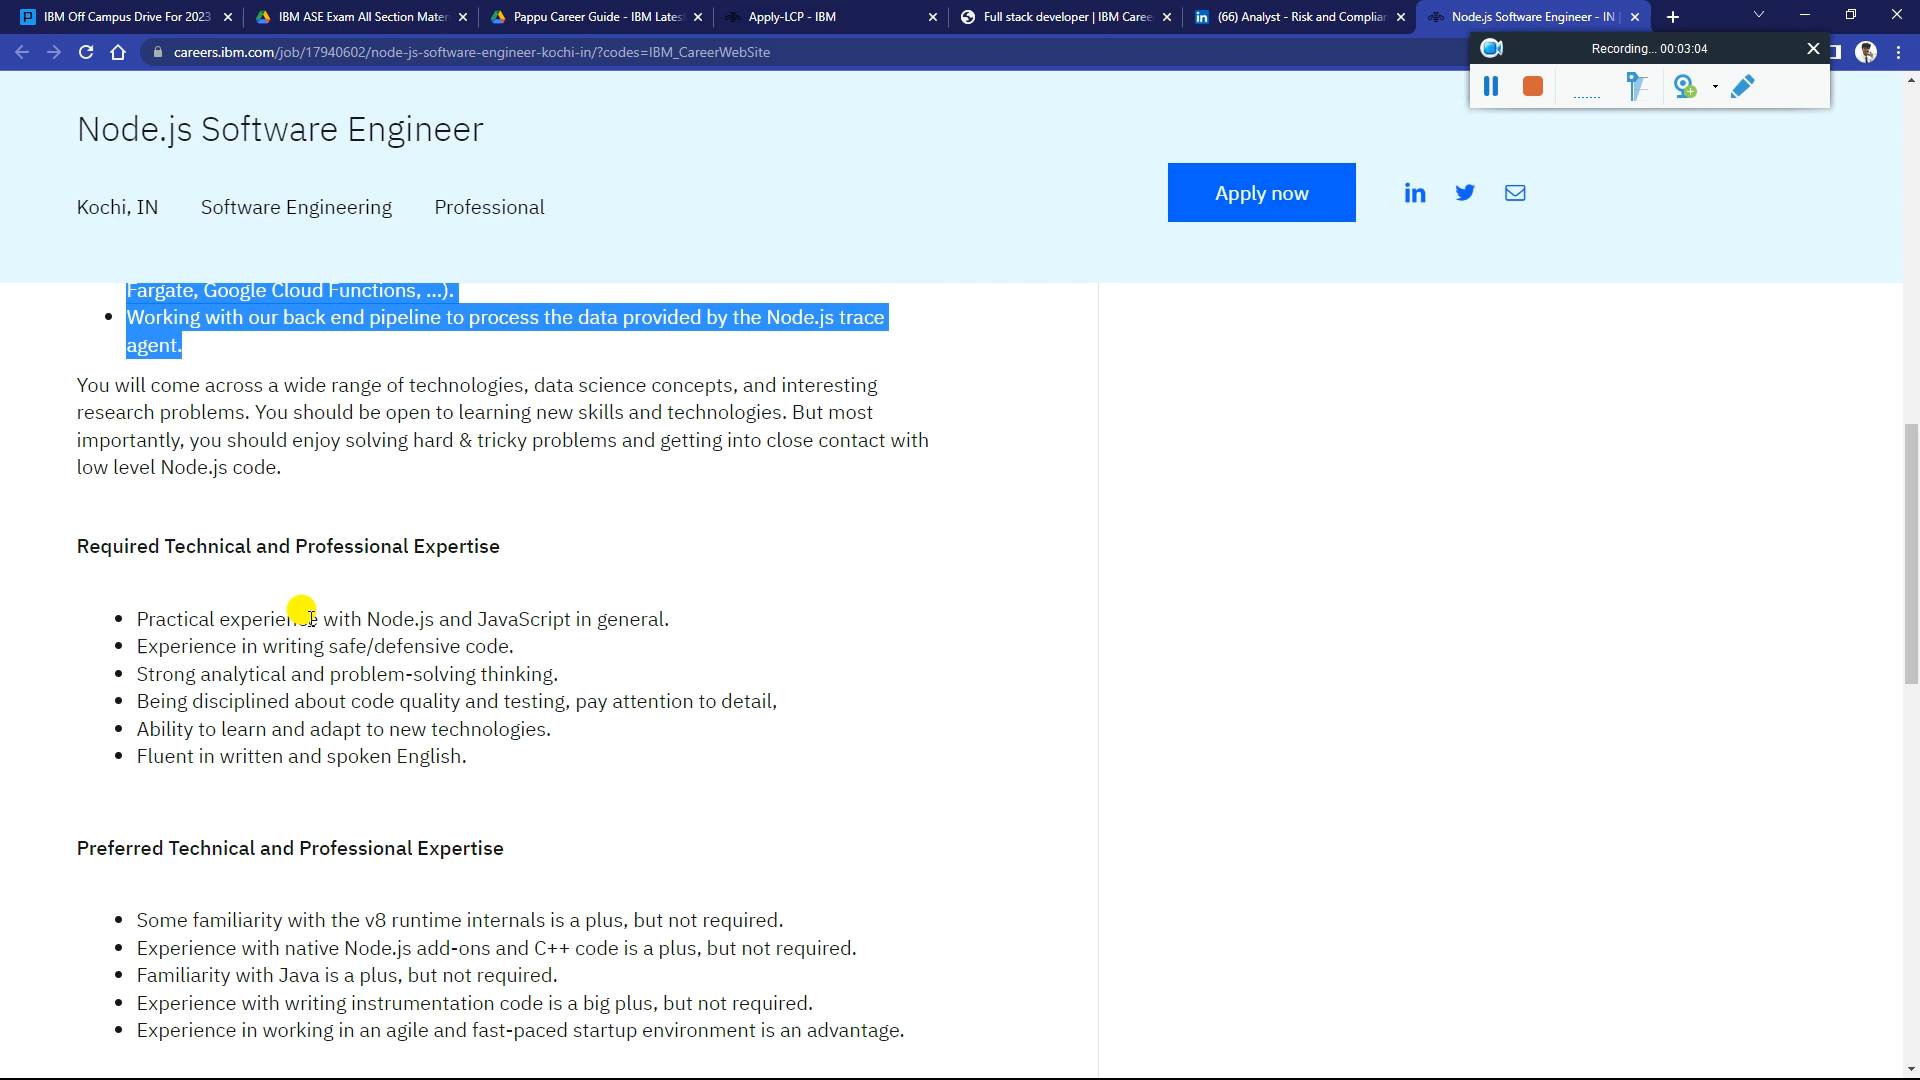 IBM Off Campus Drive For 2023
IBM ASE Exam All Section Mater
Pappu Career Guide - IBM Lates
Apply-LCP - IBM
Full stack developer | IBM Caree
(66) Analyst - Risk and Complian
Node.js Software Engineer - IN |
careers.ibm.com/job/17940602/node-js-software-engineer-kochi-in/?codes=IBM_CareerWebSite
Recording... 00:03:04
Node.js Software Engineer
Kochi, IN Software Engineering Professional
Apply now
Fargate, Google Cloud Functions, ...).
• Working with our back end pipeline to process the data provided by the Node.js trace
agent.
You will come across a wide range of technologies, data science concepts, and interesting
research problems. You should be open to learning new skills and technologies. But most
importantly, you should enjoy solving hard & tricky problems and getting into close contact with
low level Node.js code.
Required Technical and Professional Expertise
• Practical experience with Node.js and JavaScript in general.
• Experience in writing safe/defensive code.
• Strong analytical and problem-solving thinking.
• Being disciplined about code quality and testing, pay attention to detail,
• Ability to learn and adapt to new technologies.
• Fluent in written and spoken English.
Preferred Technical and Professional Expertise
• Some familiarity with the v8 runtime internals is a plus, but not required.
• Experience with native Node.js add-ons and C++ code is a plus, but not required.
• Familiarity with Java is a plus, but not required.
• Experience with writing instrumentation code is a big plus, but not required.
• Experience in working in an agile and fast-paced startup environment is an advantage.